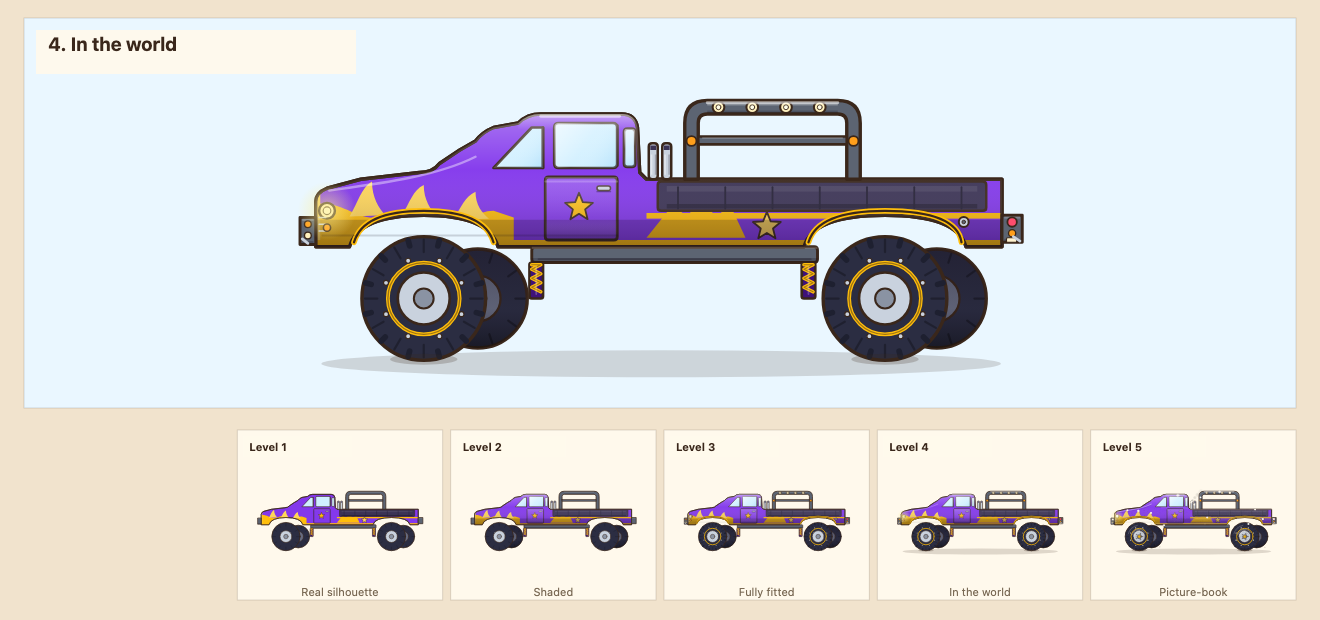 4. In the world
Level 1
Level 2
Level 3
Level 4
Level 5
Real silhouette
Shaded
Fully fitted
In the world
Picture-book